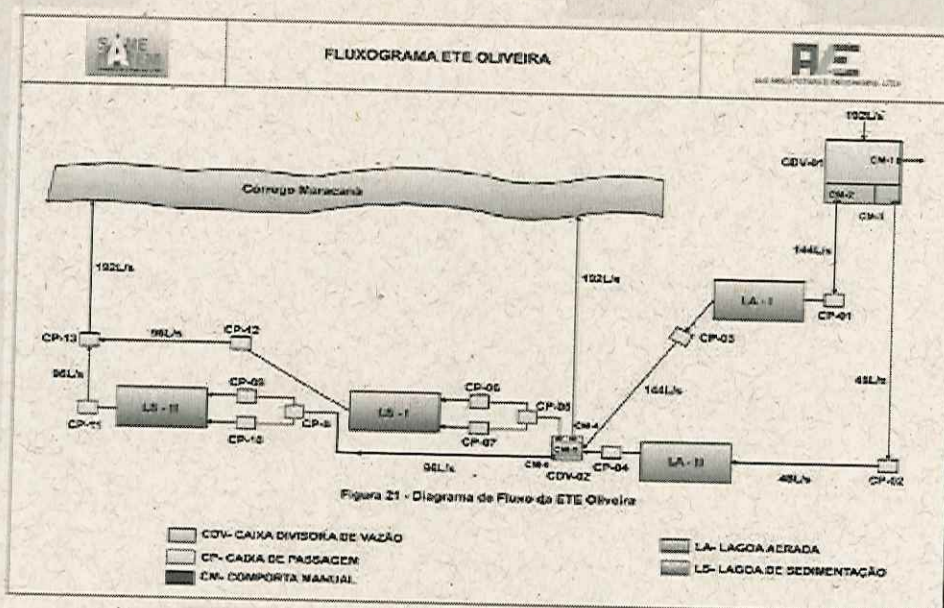 FLUXOGRAMA ETE OLIVEIRA
192L/s
CDV-01
CM-2
CM-3
Córrego Maracanã
144L/s
192L/s
192L/s
LA - I
CP-01
CP-03
CP-13
96L/s
CP-12
144L/s
48L/s
96L/s
CP-09
CP-06
LS - II
CP-8
LS - I
CP-05
CP-11
CP-10
CP-07
CM-4
CM-5
CM-6
CDV-02
CP-04
LA - II
96L/s
48L/s
CP-02
Figura 21 - Diagrama de Fluxo da ETE Oliveira
CDV- CAIXA DIVISORA DE VAZÃO
CP- CAIXA DE PASSAGEM
CM- COMPORTA MANUAL
LA- LAGOA AERADA
LS- LAGOA DE SEDIMENTAÇÃO